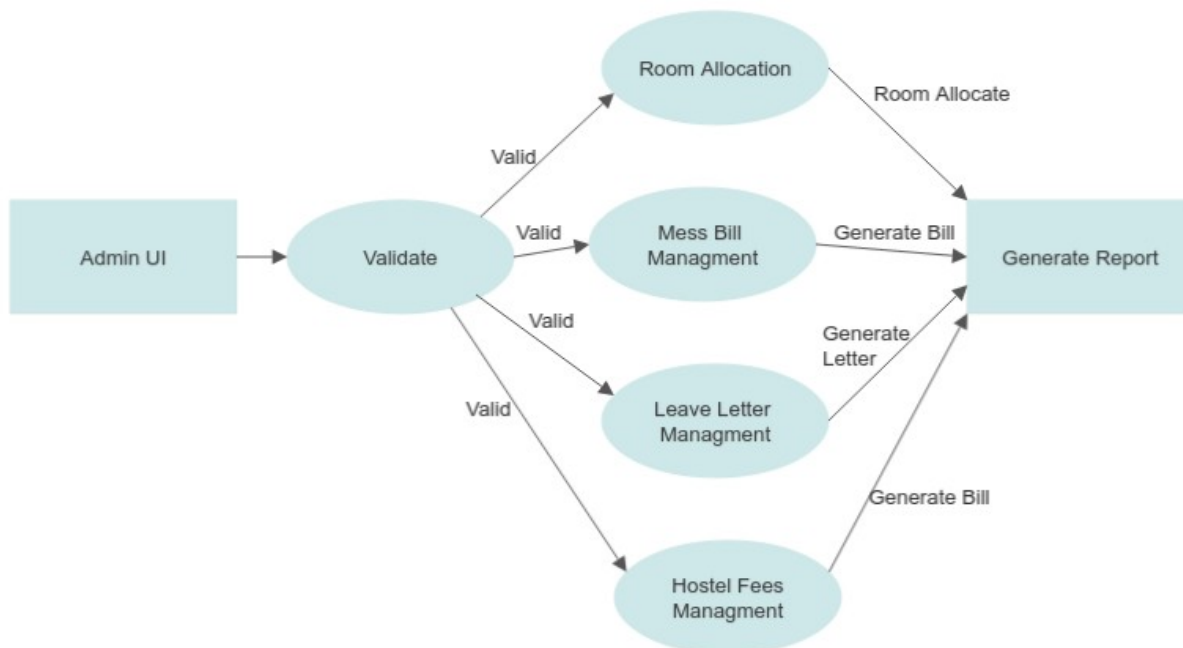 Room Allocation
Room Allocate
Valid
Admin UI
Validate
Valid
Mess Bill
Managment
Generate Bill
Generate Report
Valid
Generate
Letter
Leave Letter
Managment
Valid
Generate Bill
Hostel Fees
Managment